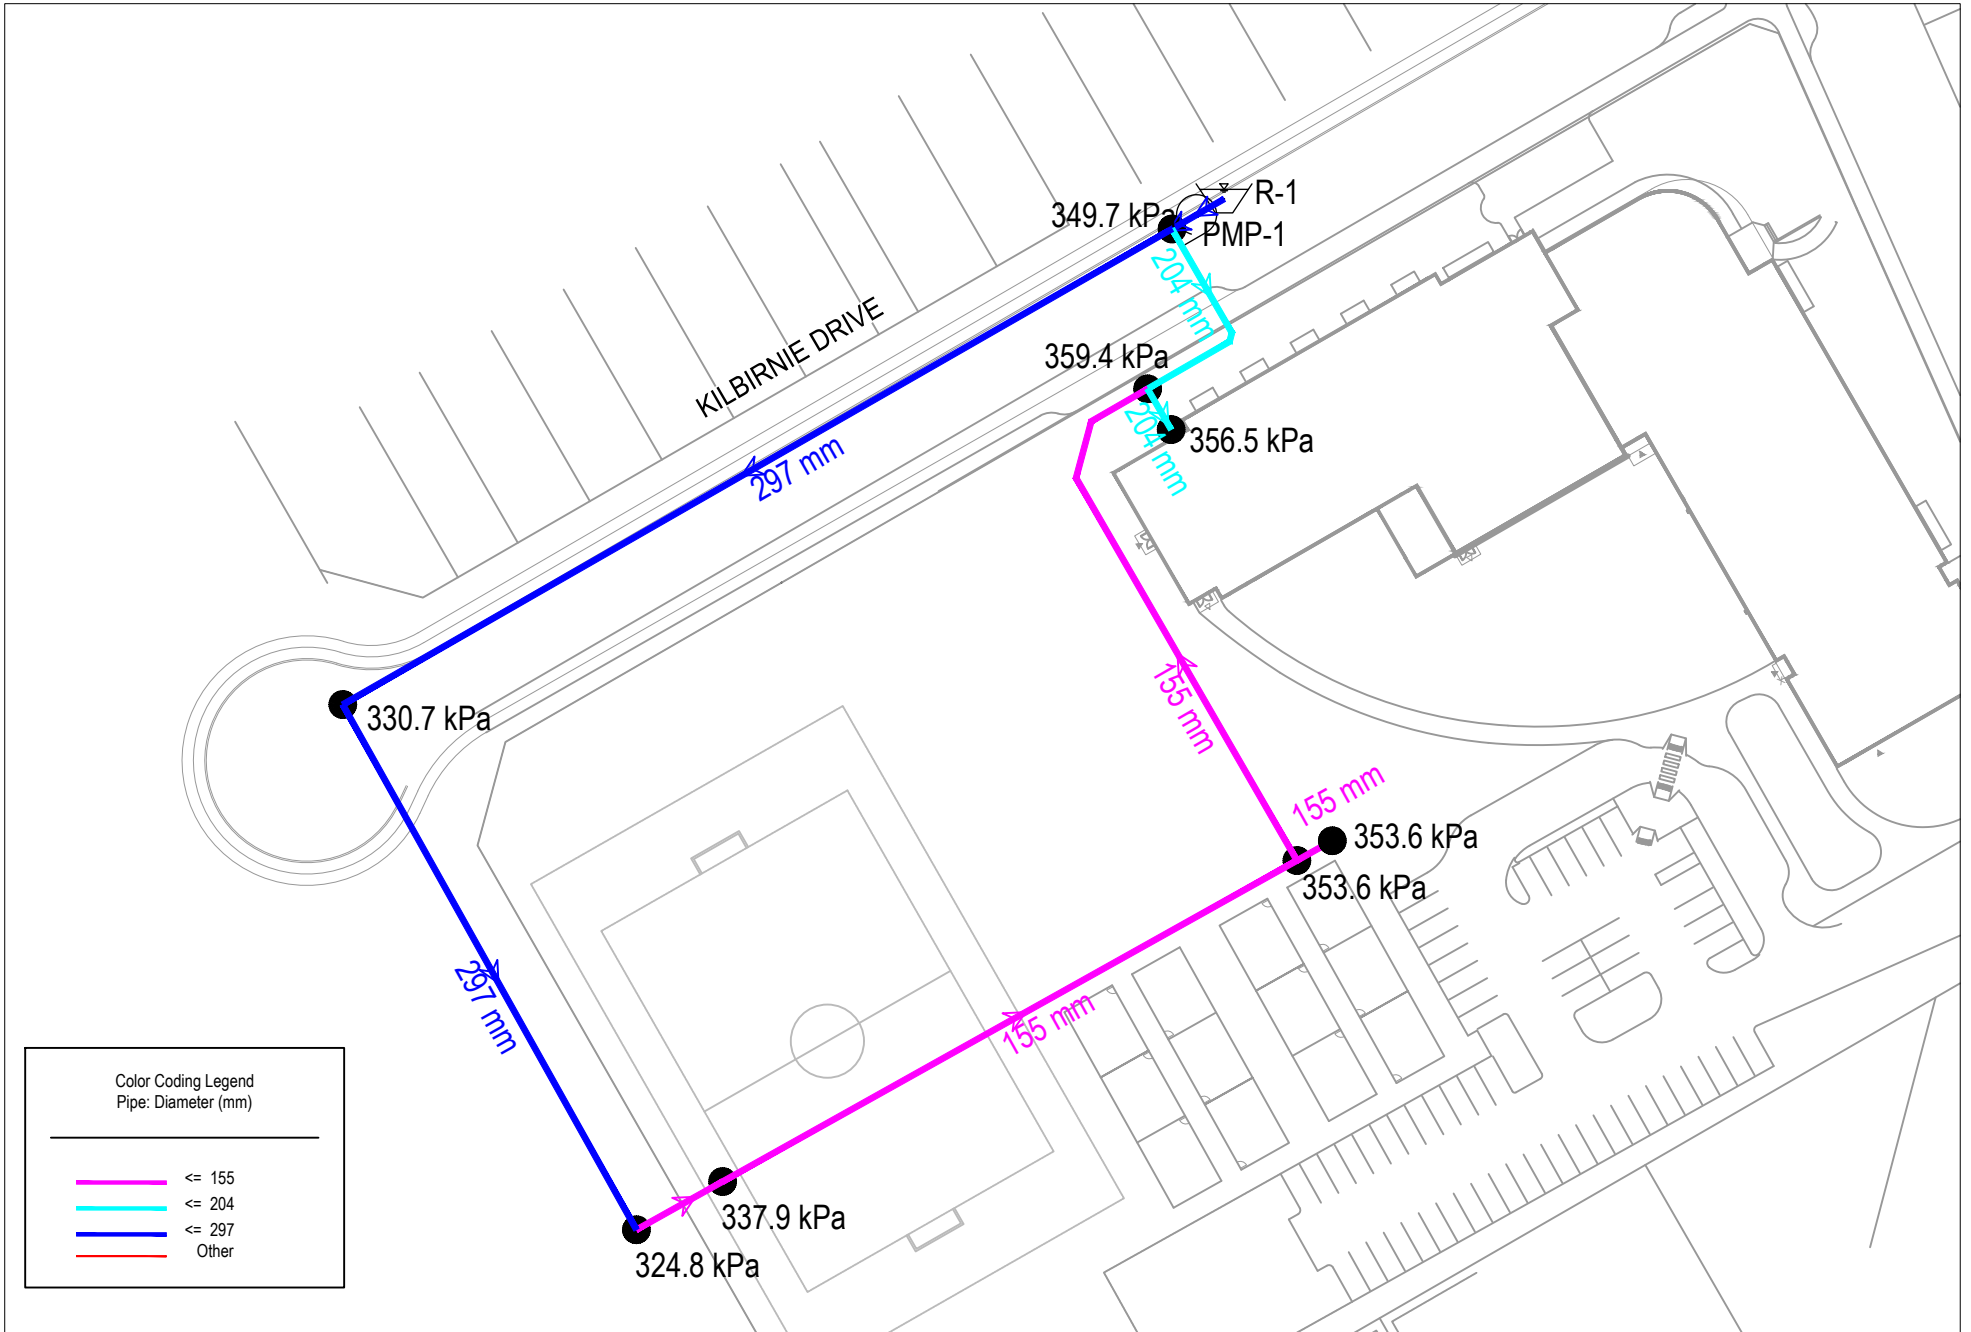 R-1
349.7 kPa
PMP-1
204 mm
KILBIRNIE DRIVE
359.4 kPa
204 mm
356.5 kPa
297 mm
330.7 kPa
155 mm
155 mm
353.6 kPa
353.6 kPa
297 mm
155 mm
337.9 kPa
324.8 kPa
Color Coding Legend
Pipe: Diameter (mm)
<= 155
<= 204
<= 297
Other